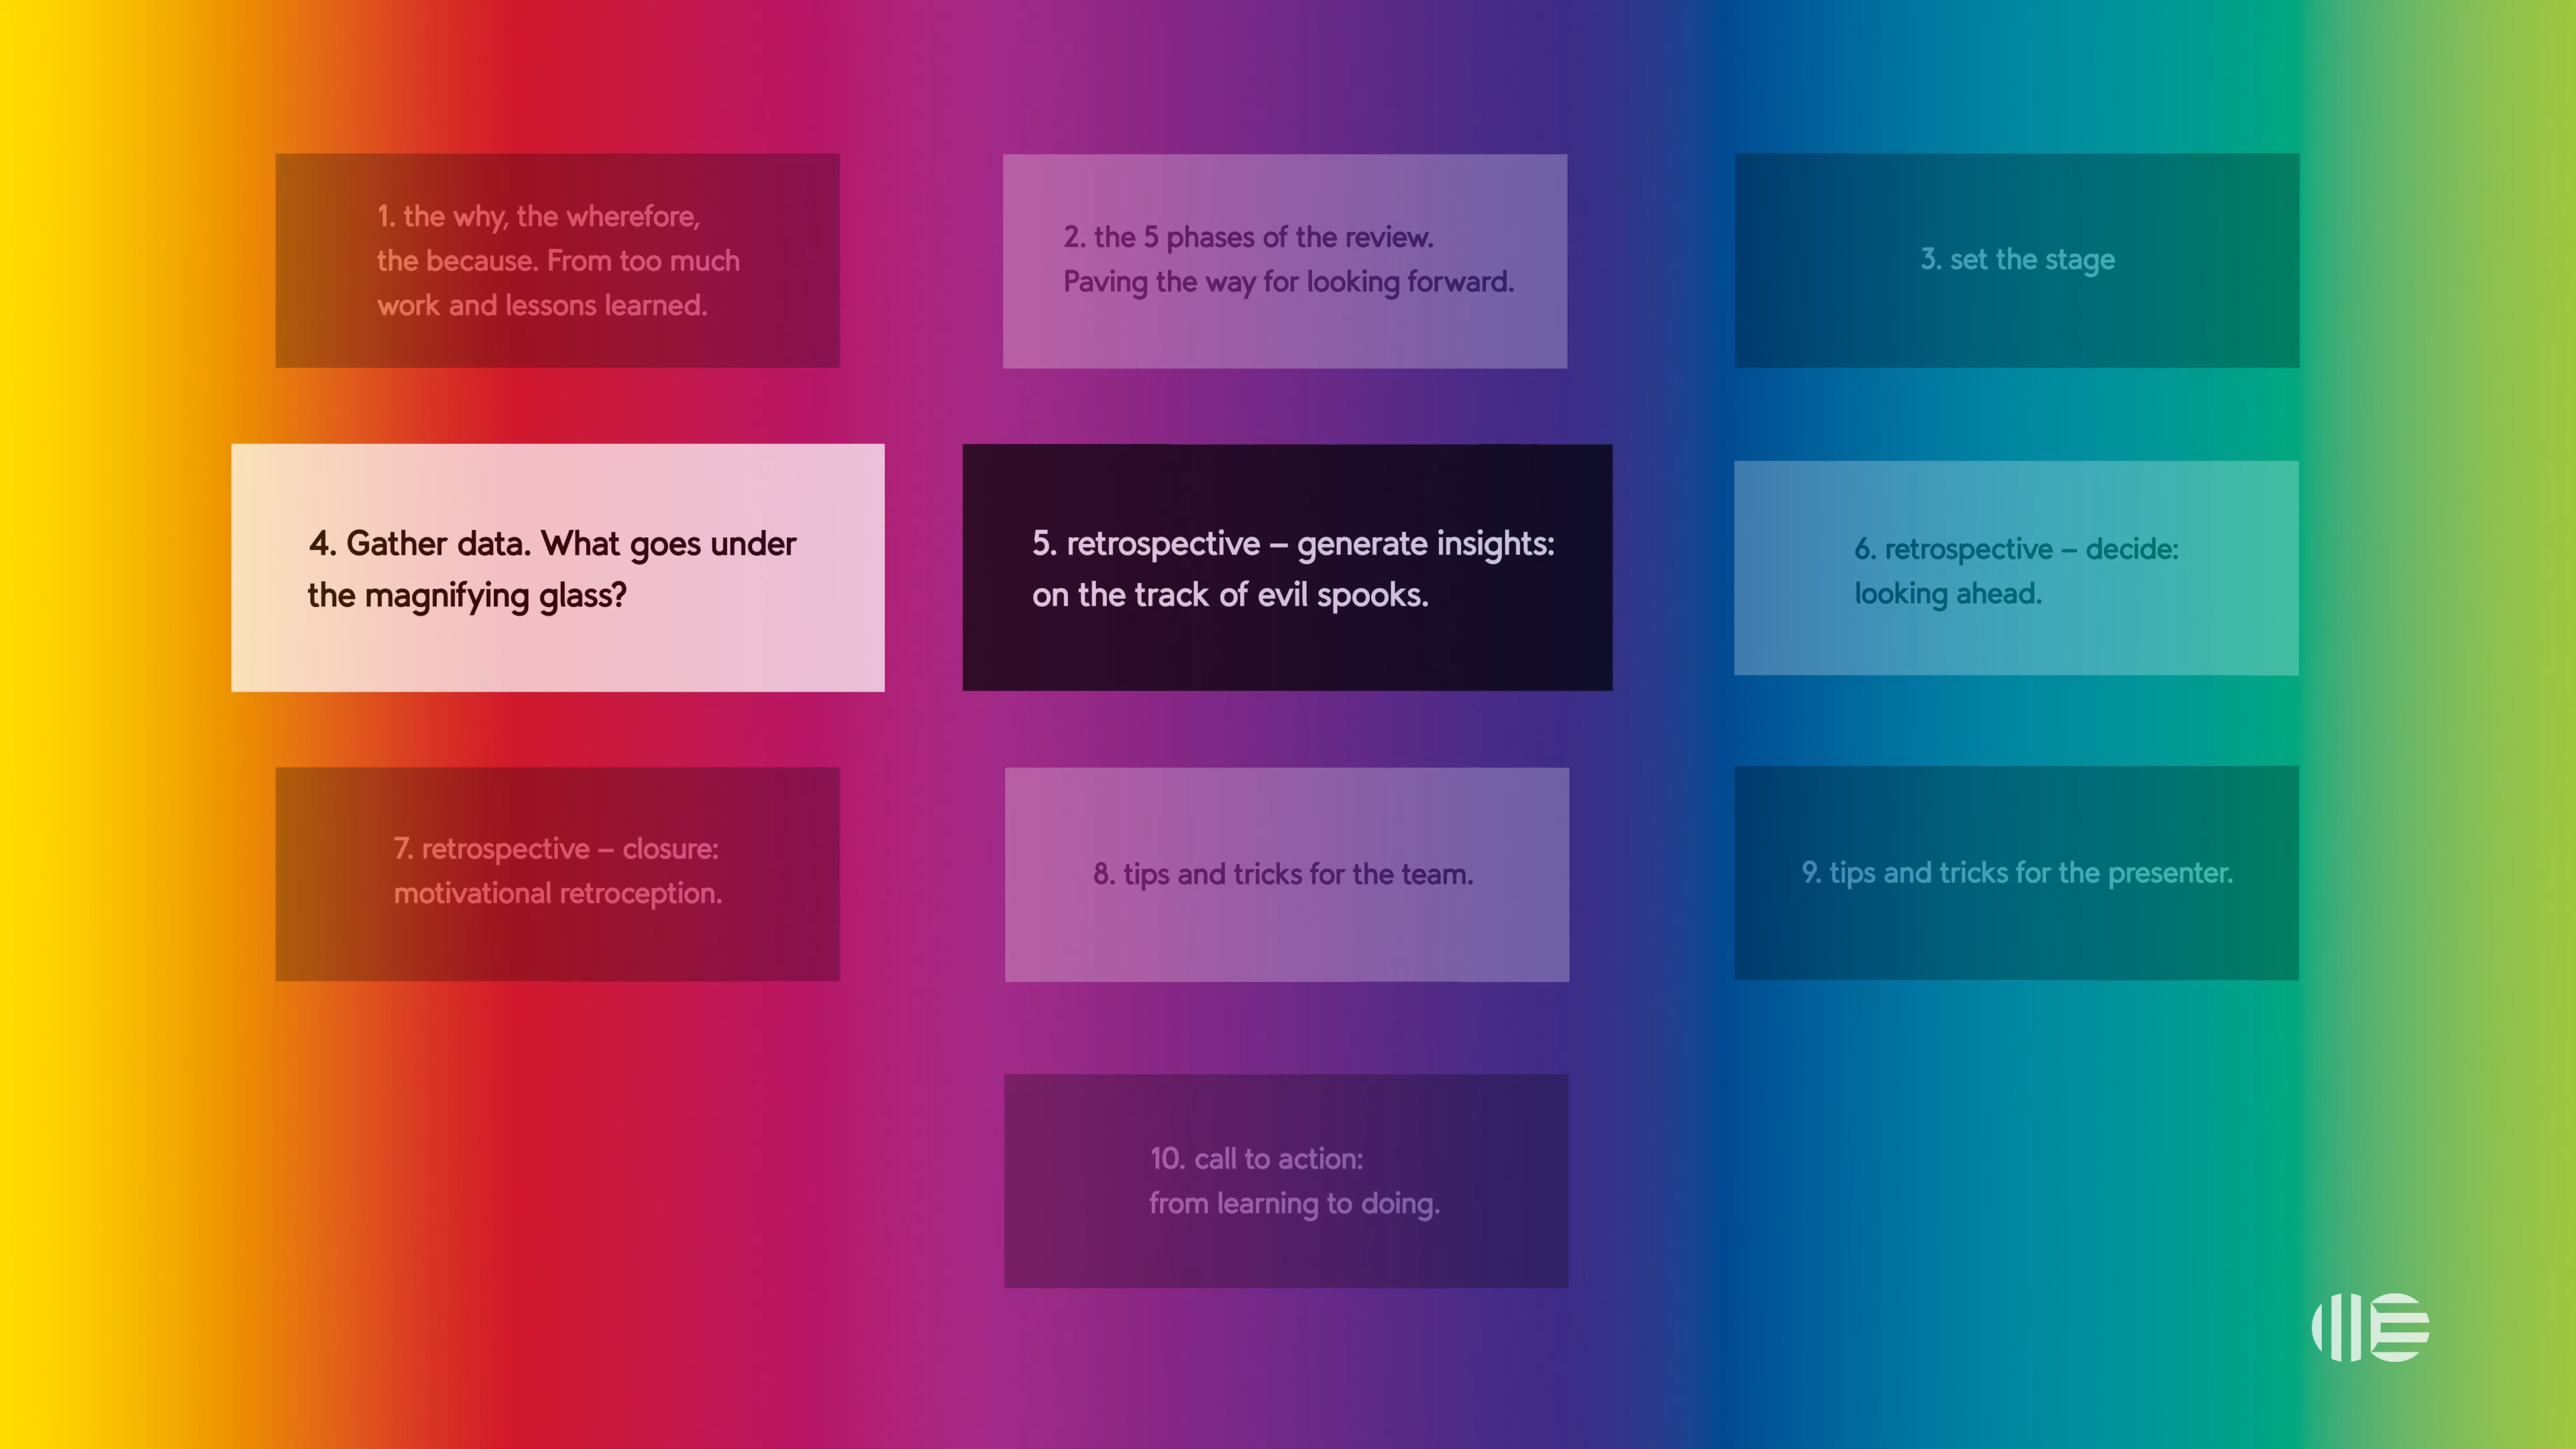 1. the why, the wherefore,
the because. From too much
work and lessons learned.
2. the 5 phases of the review.
Paving the way for looking forward.
3. set the stage
4. Gather data. What goes under
the magnifying glass?
5. retrospective – generate insights:
on the track of evil spooks.
6. retrospective – decide:
looking ahead.
7. retrospective – closure:
motivational retroception.
8. tips and tricks for the team.
9. tips and tricks for the presenter.
10. call to action:
from learning to doing.